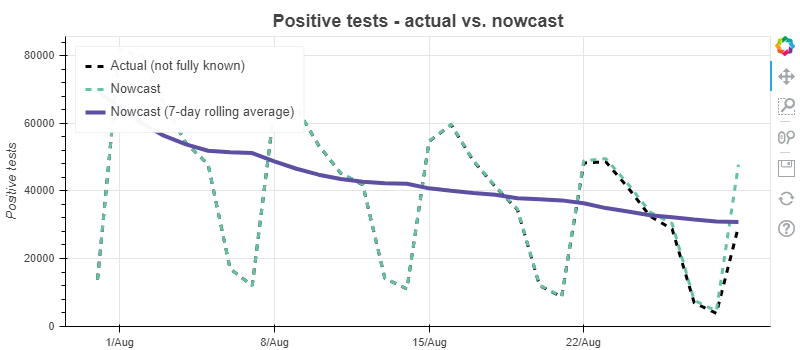 Positive tests - actual vs. nowcast
Positive tests
80000
60000
40000
20000
0
Actual (not fully known)
Nowcast
Nowcast (7-day rolling average)
1/Aug
8/Aug
15/Aug
22/Aug